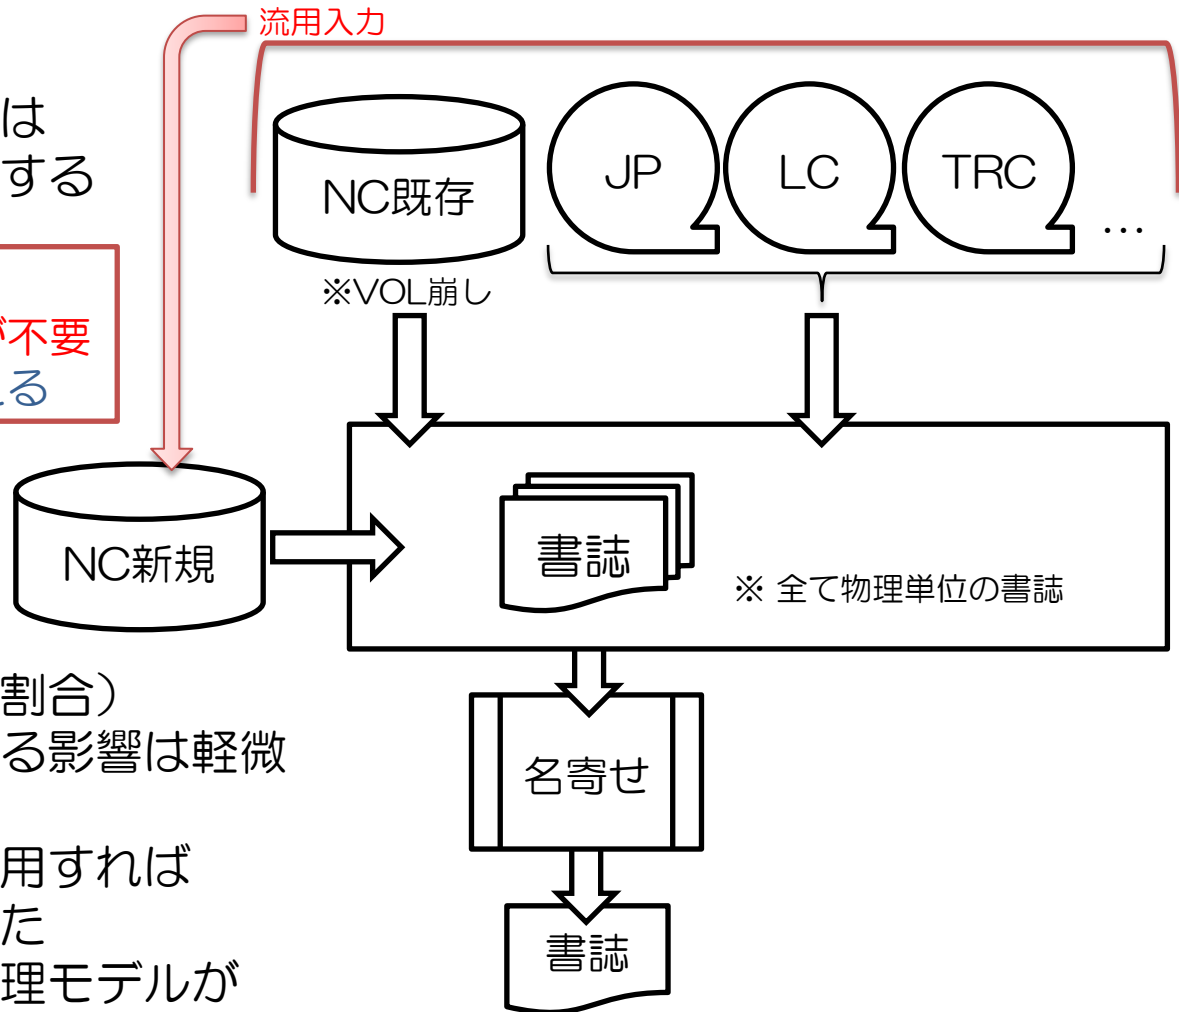 流用入力
は
する
NC既存
JP
LC
TRC
…
※VOL崩し
が不要
る
NC新規
書誌
※ 全て物理単位の書誌
割合）
る影響は軽微
名寄せ
用すれば
た
理モデルが
書誌